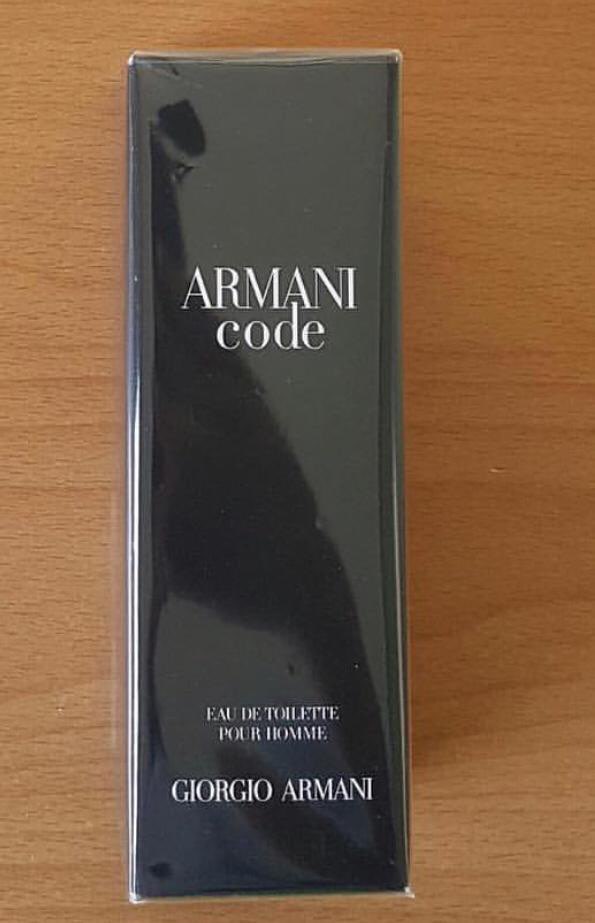 ARMANI
code
EAU DE TOILETTE
POUR HOMME
GIORGIO ARMANI